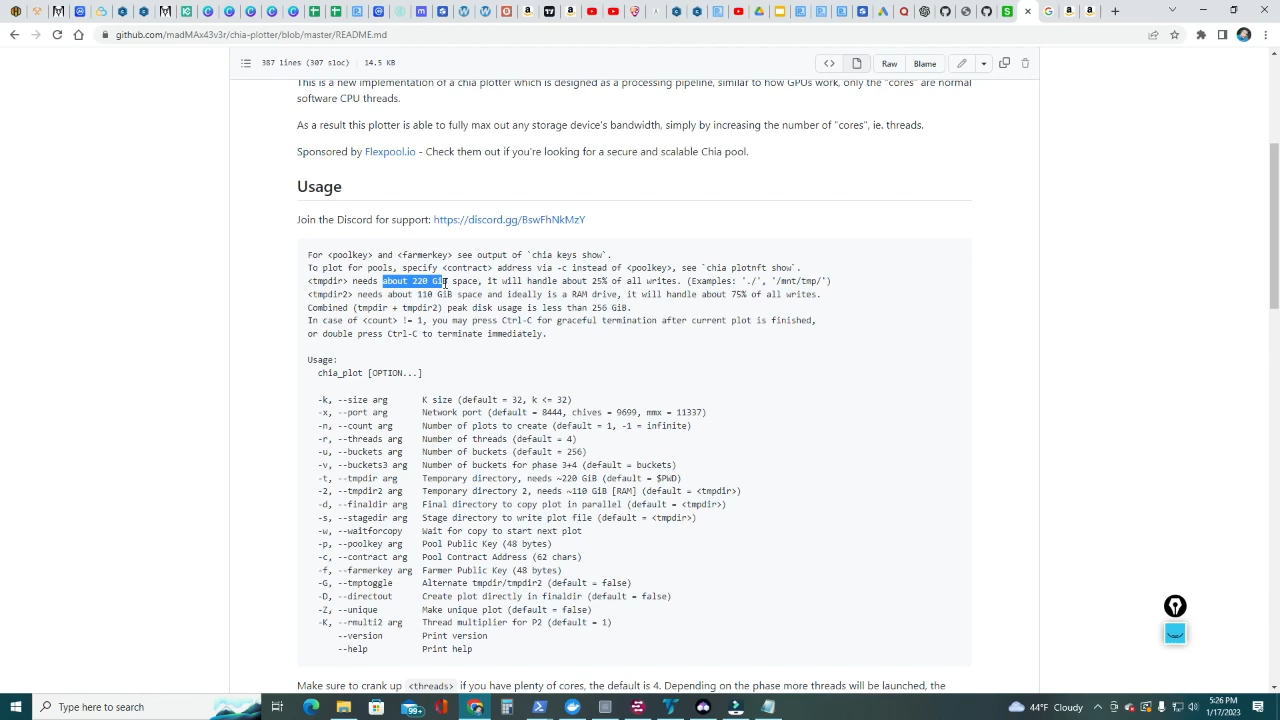 github.com/madMAx43v3r/chia-plotter/blob/master/README.md
387 lines (307 sloc) 14.5 KB
Raw Blame
This is a new implementation of a chia plotter which is designed as a processing pipeline, similar to how GPUs work, only the "cores" are normal
software CPU threads.
As a result this plotter is able to fully max out any storage device's bandwidth, simply by increasing the number of "cores", ie. threads.
Sponsored by Flexpool.io - Check them out if you're looking for a secure and scalable Chia pool.
Usage
Join the Discord for support: https://discord.gg/BswFhNkMzY
For <poolkey> and <farmerkey> see output of `chia keys show`.
To plot for pools, specify <contract> address via -c instead of <poolkey>, see `chia plotnft show`.
<tmpdir> needs about 220 GiB space, it will handle about 25% of all writes. (Examples: './', '/mnt/tmp/')
<tmpdir2> needs about 110 GiB space and ideally is a RAM drive, it will handle about 75% of all writes.
Combined (tmpdir + tmpdir2) peak disk usage is less than 256 GiB.
In case of <count> != 1, you may press Ctrl-C for graceful termination after current plot is finished,
or double press Ctrl-C to terminate immediately.
Usage:
chia_plot [OPTION...]
-k, --size arg K size (default = 32, k <= 32)
-x, --port arg Network port (default = 8444, chives = 9699, mmx = 11337)
-n, --count arg Number of plots to create (default = 1, -1 = infinite)
-r, --threads arg Number of threads (default = 4)
-u, --buckets arg Number of buckets (default = 256)
-v, --buckets3 arg Number of buckets for phase 3+4 (default = buckets)
-t, --tmpdir arg Temporary directory, needs ~220 GiB (default = $PWD)
-2, --tmpdir2 arg Temporary directory 2, needs ~110 GiB [RAM] (default = <tmpdir>)
-d, --finaldir arg Final directory to copy plot in parallel (default = <tmpdir>)
-s, --stagedir arg Stage directory to write plot file (default = <tmpdir>)
-w, --waitforcopy Wait for copy to start next plot
-p, --poolkey arg Pool Public Key (48 bytes)
-c, --contract arg Pool Contract Address (62 chars)
-f, --farmerkey arg Farmer Public Key (48 bytes)
-G, --tmptoggle Alternate tmpdir/tmpdir2 (default = false)
-D, --directout Create plot directly in finaldir (default = false)
-Z, --unique Make unique plot (default = false)
-K, --rmulti2 arg Thread multiplier for P2 (default = 1)
--version Print version
--help Print help
Make sure to crank up <threads> if you have plenty of cores, the default is 4. Depending on the phase more threads will be launched, the
Type here to search
99+
44°F Cloudy
5:26 PM
1/17/2023